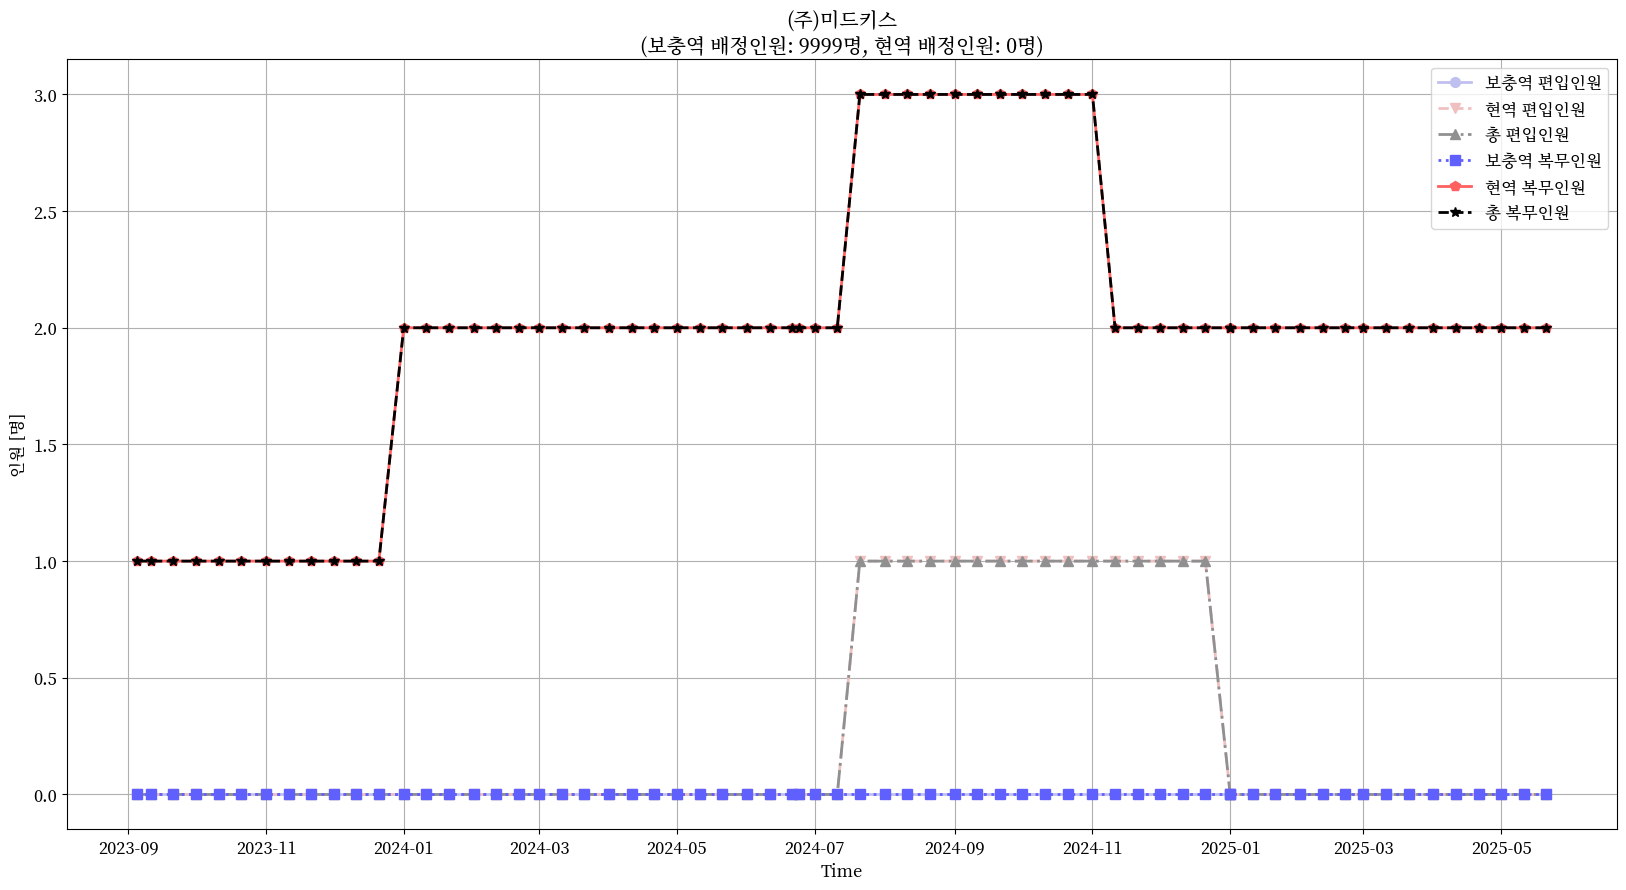 (주)미드키스
(보충역 배정인원: 9999명, 현역 배정인원: 0명)
보충역 편입인원
현역 편입인원
총 편입인원
보충역 복무인원
현역 복무인원
총 복무인원
3.0
2.5
2.0
1.5
1.0
0.5
0.0
인원 [명]
2023-09 2023-11 2024-01 2024-03 2024-05 2024-07 2024-09 2024-11 2025-01 2025-03 2025-05
Time